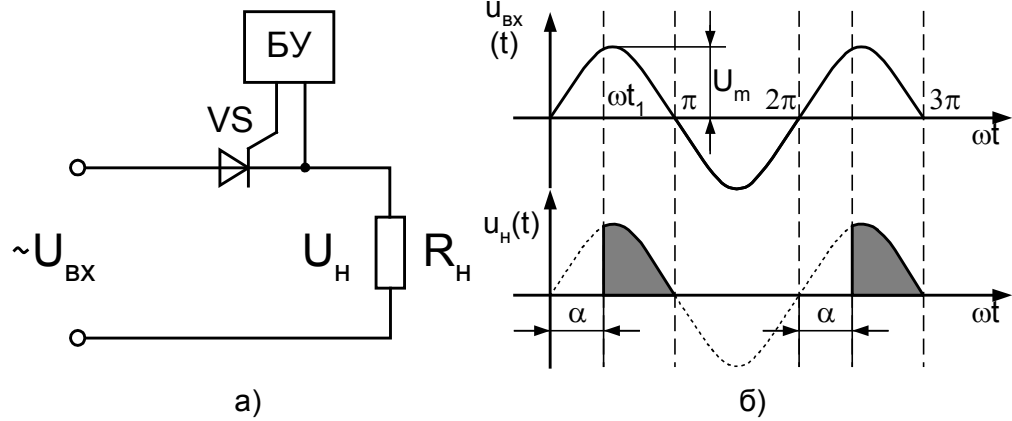 БУ
VS
~Uвх
Uн
Rн
а)
uвх
(t)
Um
ωt1
π
2π
3π
ωt
uн(t)
α
α
ωt
б)